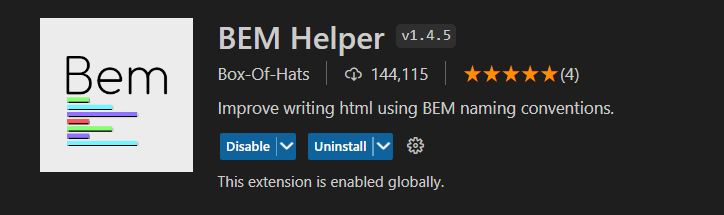 Bem
BEM Helper v1.4.5
Box-Of-Hats 144,115 ★★★★★(4)
Improve writing html using BEM naming conventions.
Disable Uninstall
This extension is enabled globally.